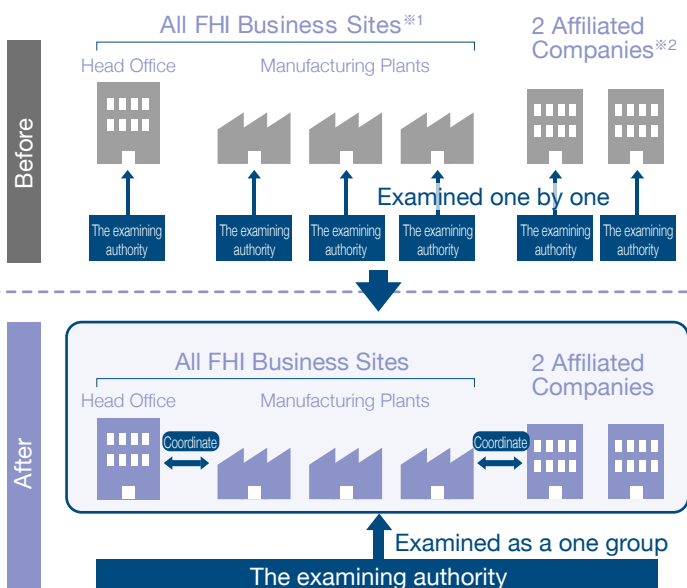 Before
All FHI Business Sites※1
2 Affiliated
Companies※2
Head Office
Manufacturing Plants
Examined one by one
The examining
authority
The examining
authority
The examining
authority
The examining
authority
The examining
authority
The examining
authority
After
All FHI Business Sites
2 Affiliated
Companies
Head Office
Manufacturing Plants
Coordinate
Coordinate
Examined as a one group
The examining authority